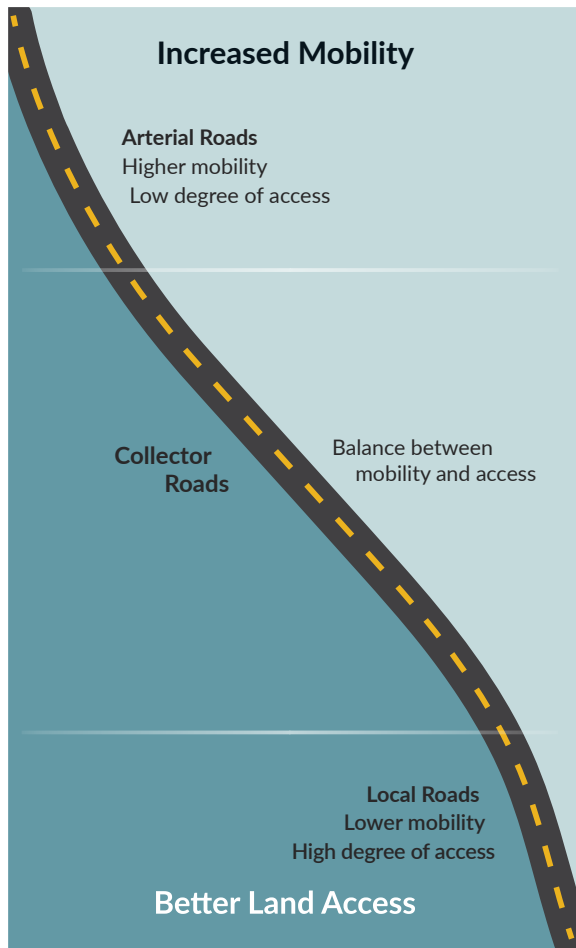 Increased Mobility
Arterial Roads
Higher mobility
Low degree of access
Collector
Roads
Balance between
mobility and access
Local Roads
Lower mobility
High degree of access
Better Land Access